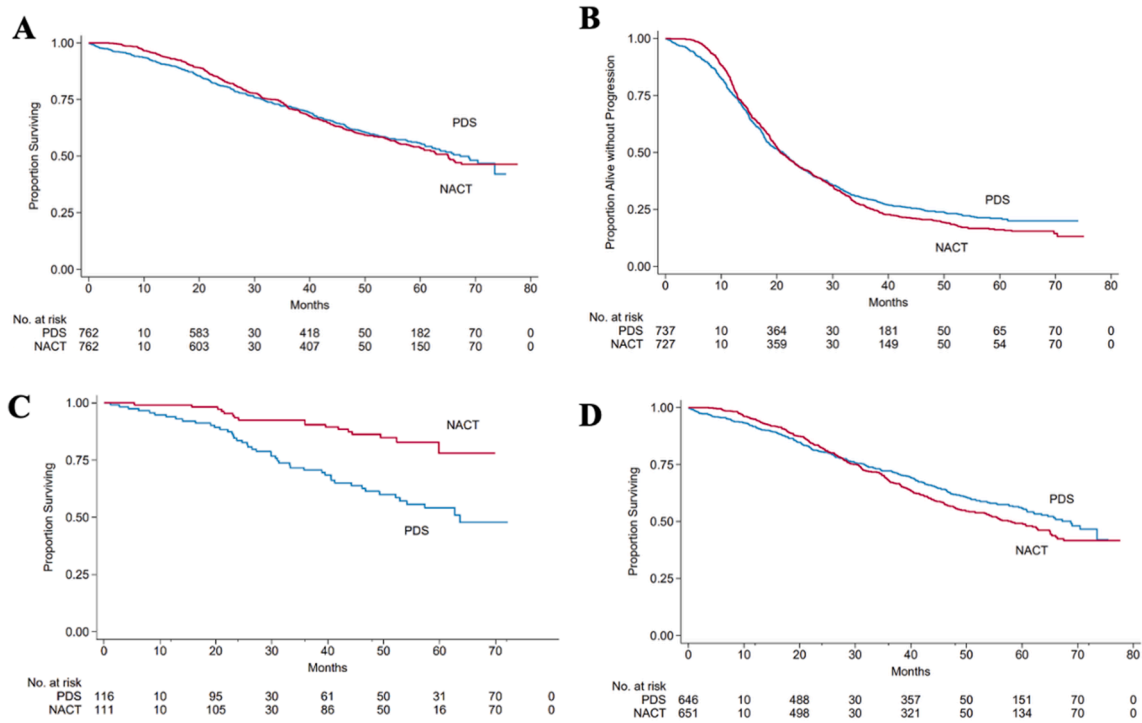 A
Proportion Surviving
1.00
0.75
0.50
0.25
0.00
PDS
NACT
0 10 20 30 40 50 60 70 80
Months
No. at risk
PDS 762 10 583 30 418 50 182 70 0
NACT 762 10 603 30 407 50 150 70 0
B
Proportion Alive without Progression
1.00
0.75
0.50
0.25
0.00
PDS
NACT
0 10 20 30 40 50 60 70 80
Months
No. at risk
PDS 737 10 364 30 181 50 65 70 0
NACT 727 10 359 30 149 50 54 70 0
C
Proportion Surviving
1.00
0.75
0.50
0.25
0.00
NACT
PDS
0 10 20 30 40 50 60 70
Months
No. at risk
PDS 116 10 95 30 61 50 31 70 0
NACT 111 10 105 30 86 50 16 70 0
D
Proportion Surviving
1.00
0.75
0.50
0.25
0.00
PDS
NACT
0 10 20 30 40 50 60 70 80
Months
No. at risk
PDS 646 10 488 30 357 50 151 70 0
NACT 651 10 498 30 321 50 134 70 0